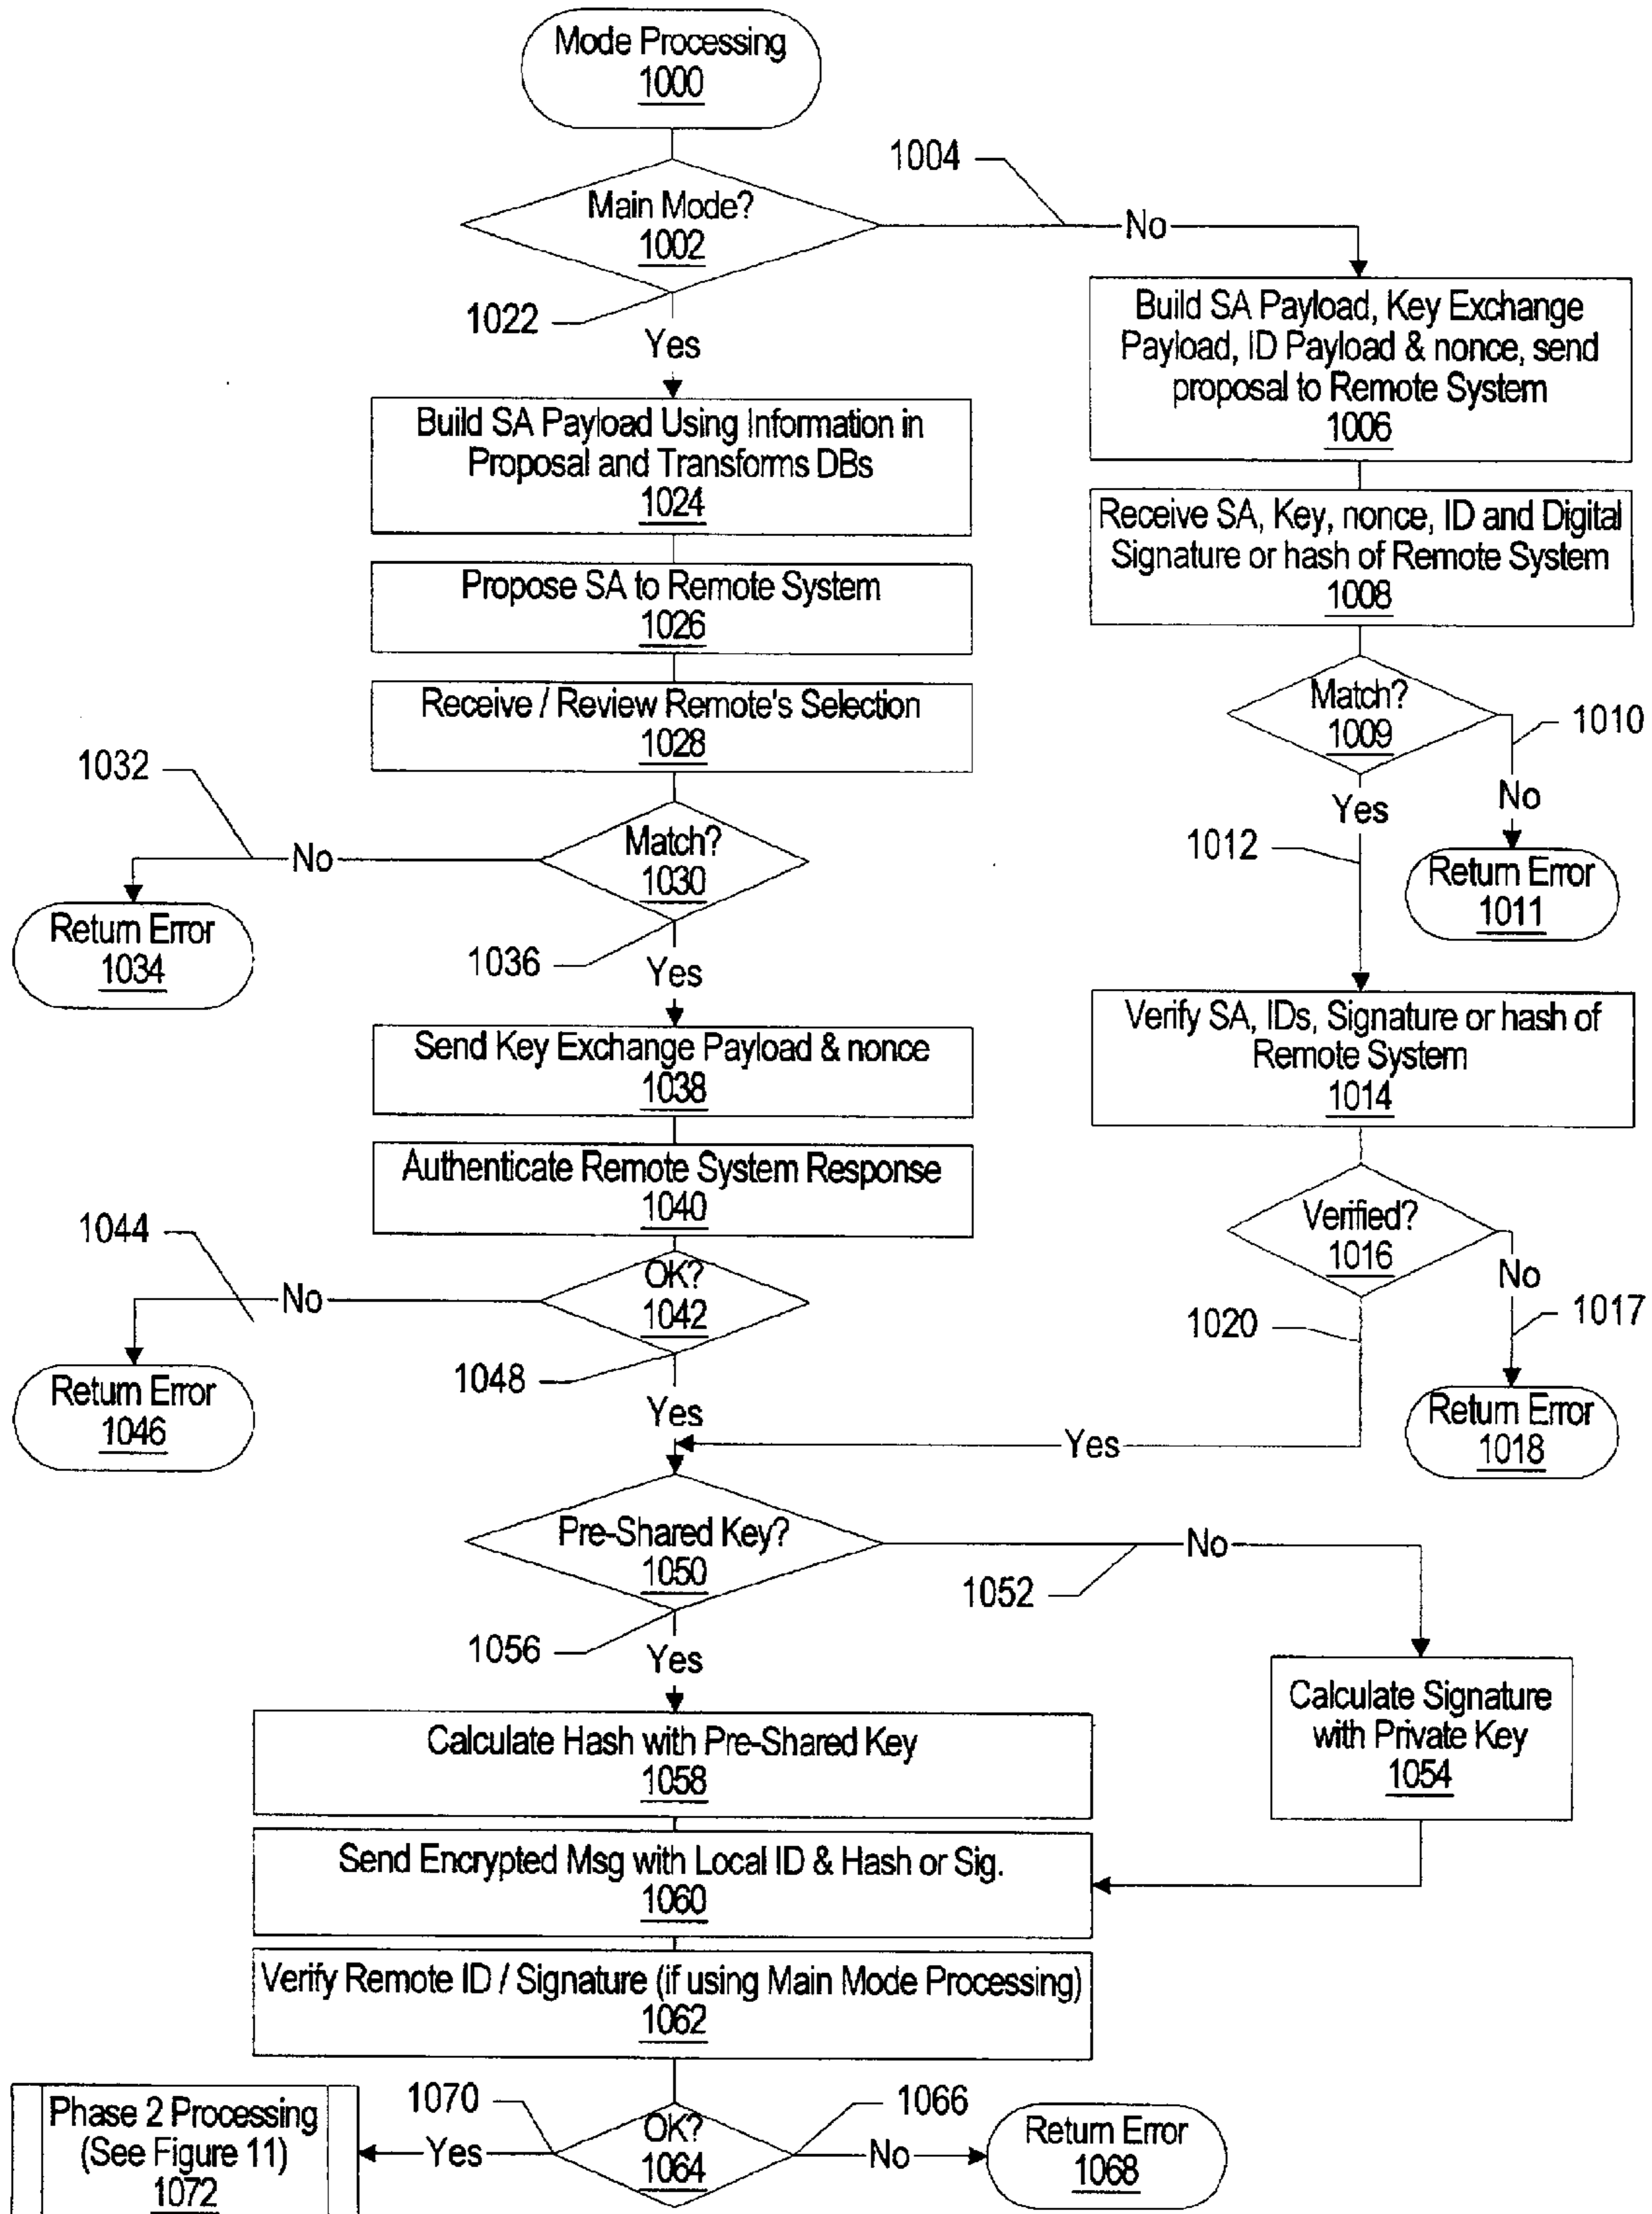 Mode Processing
1000
1004
Main Mode?
1002
No
1022
Yes
Build SA Payload, Key Exchange
Payload, ID Payload & nonce, send
proposal to Remote System
1006
Build SA Payload Using Information in
Proposal and Transforms DBs
1024
Receive SA, Key, nonce, ID and Digital
Signature or hash of Remote System
1008
Propose SA to Remote System
1026
Receive / Review Remote's Selection
1028
Match?
1009
1010
No
Yes
1012
Return Error
1011
1032
No
Match?
1030
Return Error
1034
1036
Yes
Verify SA, IDs, Signature or hash of
Remote System
1014
Send Key Exchange Payload & nonce
1038
Authenticate Remote System Response
1040
Verified?
1016
No
1017
1020
Return Error
1018
1044
No
OK?
1042
Return Error
1046
1048
Yes
Yes
Pre-Shared Key?
1050
No
1052
1056
Yes
Calculate Signature
with Private Key
1054
Calculate Hash with Pre-Shared Key
1058
Send Encrypted Msg with Local ID & Hash or Sig.
1060
Verify Remote ID / Signature (if using Main Mode Processing)
1062
Phase 2 Processing
(See Figure 11)
1072
1070
Yes
OK?
1064
1066
No
Return Error
1068